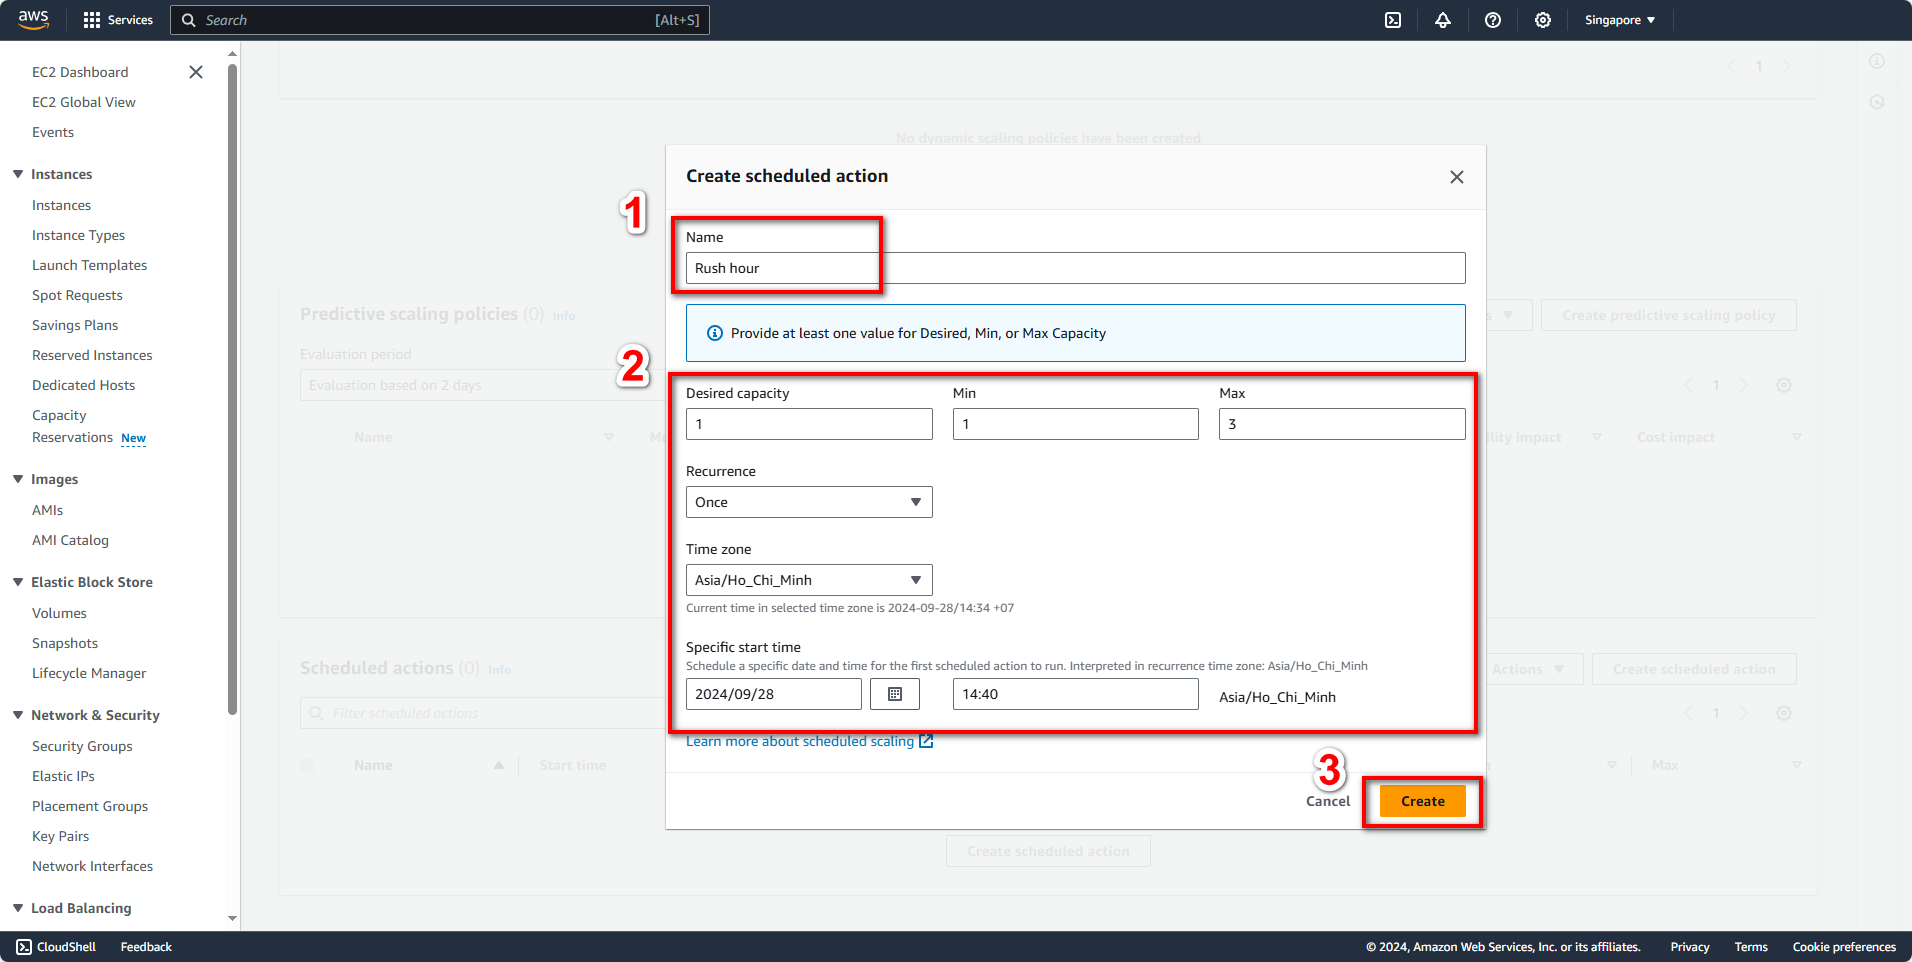 aws
Services
Search
[Alt+S]
Singapore
EC2 Dashboard
EC2 Global View
Events
Instances
Instances
Instance Types
Launch Templates
Spot Requests
Savings Plans
Reserved Instances
Dedicated Hosts
Capacity
Reservations New
Images
AMIs
AMI Catalog
Elastic Block Store
Volumes
Snapshots
Lifecycle Manager
Network & Security
Security Groups
Elastic IPs
Placement Groups
Key Pairs
Network Interfaces
Load Balancing
1
No dynamic scaling policies have been created
Predictive scaling policies (0) Info
Create predictive scaling policy
Evaluation period
Evaluation based on 2 days
1
Name
Cost impact
Scheduled actions (0) Info
Actions
Create scheduled action
Filter scheduled actions
1
Name
Start time
Max
Create scheduled action
Create scheduled action
1
Name
Rush hour
Provide at least one value for Desired, Min, or Max Capacity
2
Desired capacity
Min
Max
1
1
3
Recurrence
Once
Time zone
Asia/Ho_Chi_Minh
Current time in selected time zone is 2024-09-28/14:34 +07
Specific start time
Schedule a specific date and time for the first scheduled action to run. Interpreted in recurrence time zone: Asia/Ho_Chi_Minh
2024/09/28
14:40
Asia/Ho_Chi_Minh
Learn more about scheduled scaling
3
Cancel
Create
CloudShell
Feedback
© 2024, Amazon Web Services, Inc. or its affiliates.
Privacy
Terms
Cookie preferences